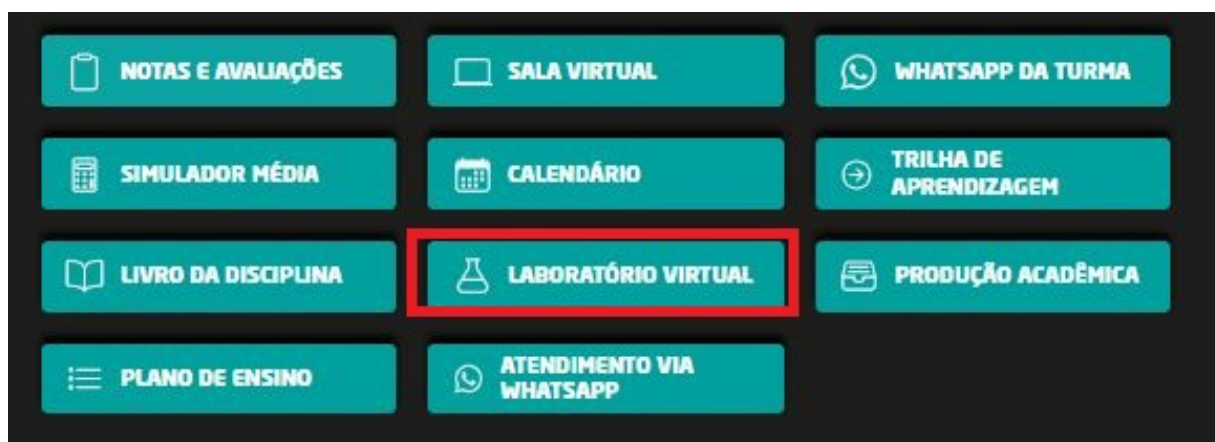 NOTAS E AVALIAÇÕES
SALA VIRTUAL
WHATSAPP DA TURMA
SIMULADOR MÉDIA
CALENDÁRIO
TRILHA DE
APRENDIZAGEM
LIVRO DA DISCIPLINA
LABORATÓRIO VIRTUAL
PRODUÇÃO ACADÊMICA
PLANO DE ENSINO
ATENDIMENTO VIA
WHATSAPP